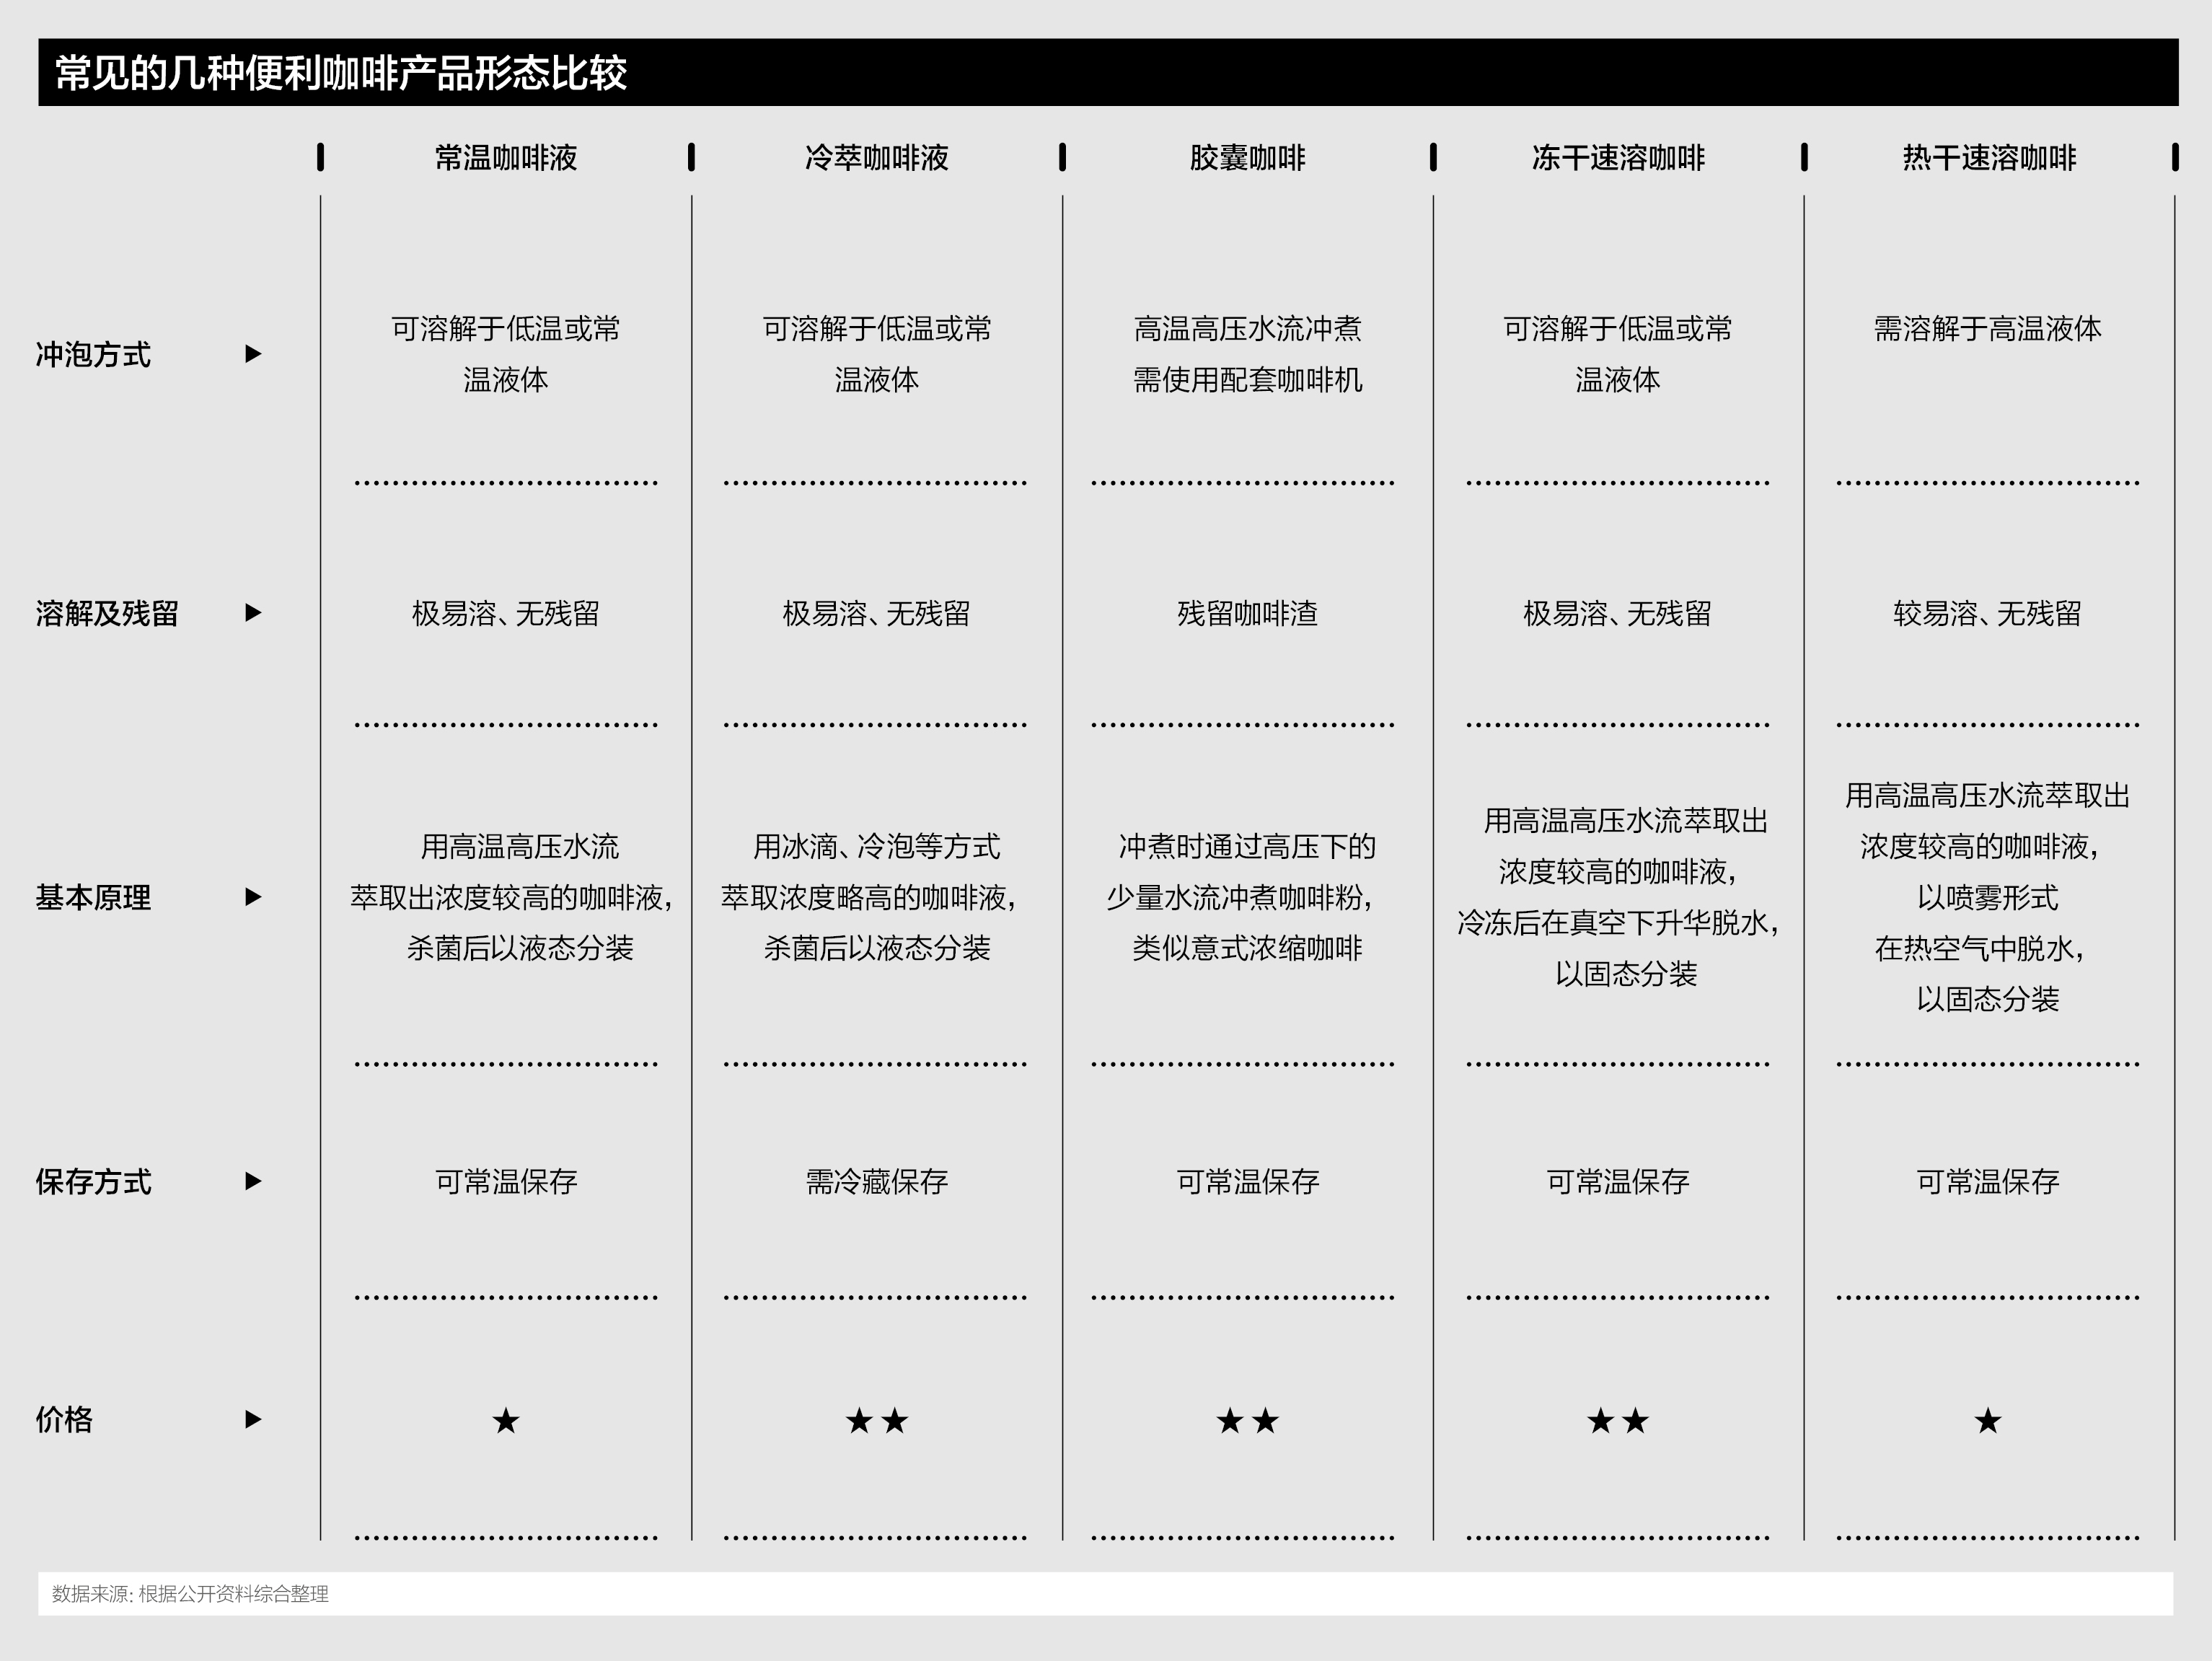 常见的几种便利咖啡产品形态比较
常温咖啡液
冷萃咖啡液
胶囊咖啡
冻干速溶咖啡
热干速溶咖啡
冲泡方式
可溶解于低温或常
温液体
可溶解于低温或常
温液体
高温高压水流冲煮
需使用配套咖啡机
可溶解于低温或常
温液体
需溶解于高温液体
溶解及残留
极易溶、无残留
极易溶、无残留
残留咖啡渣
极易溶、无残留
较易溶、无残留
基本原理
用高温高压水流
萃取出浓度较高的咖啡液，
杀菌后以液态分装
用冰滴、冷泡等方式
萃取浓度略高的咖啡液，
杀菌后以液态分装
冲煮时通过高压下的
少量水流冲煮咖啡粉，
类似意式浓缩咖啡
用高温高压水流萃取出
浓度较高的咖啡液，
冷冻后在真空下升华脱水，
以固态分装
用高温高压水流萃取出
浓度较高的咖啡液，
以喷雾形式
在热空气中脱水，
以固态分装
保存方式
可常温保存
需冷藏保存
可常温保存
可常温保存
可常温保存
价格
★
★★
★★
★★
★
数据来源：根据公开资料综合整理